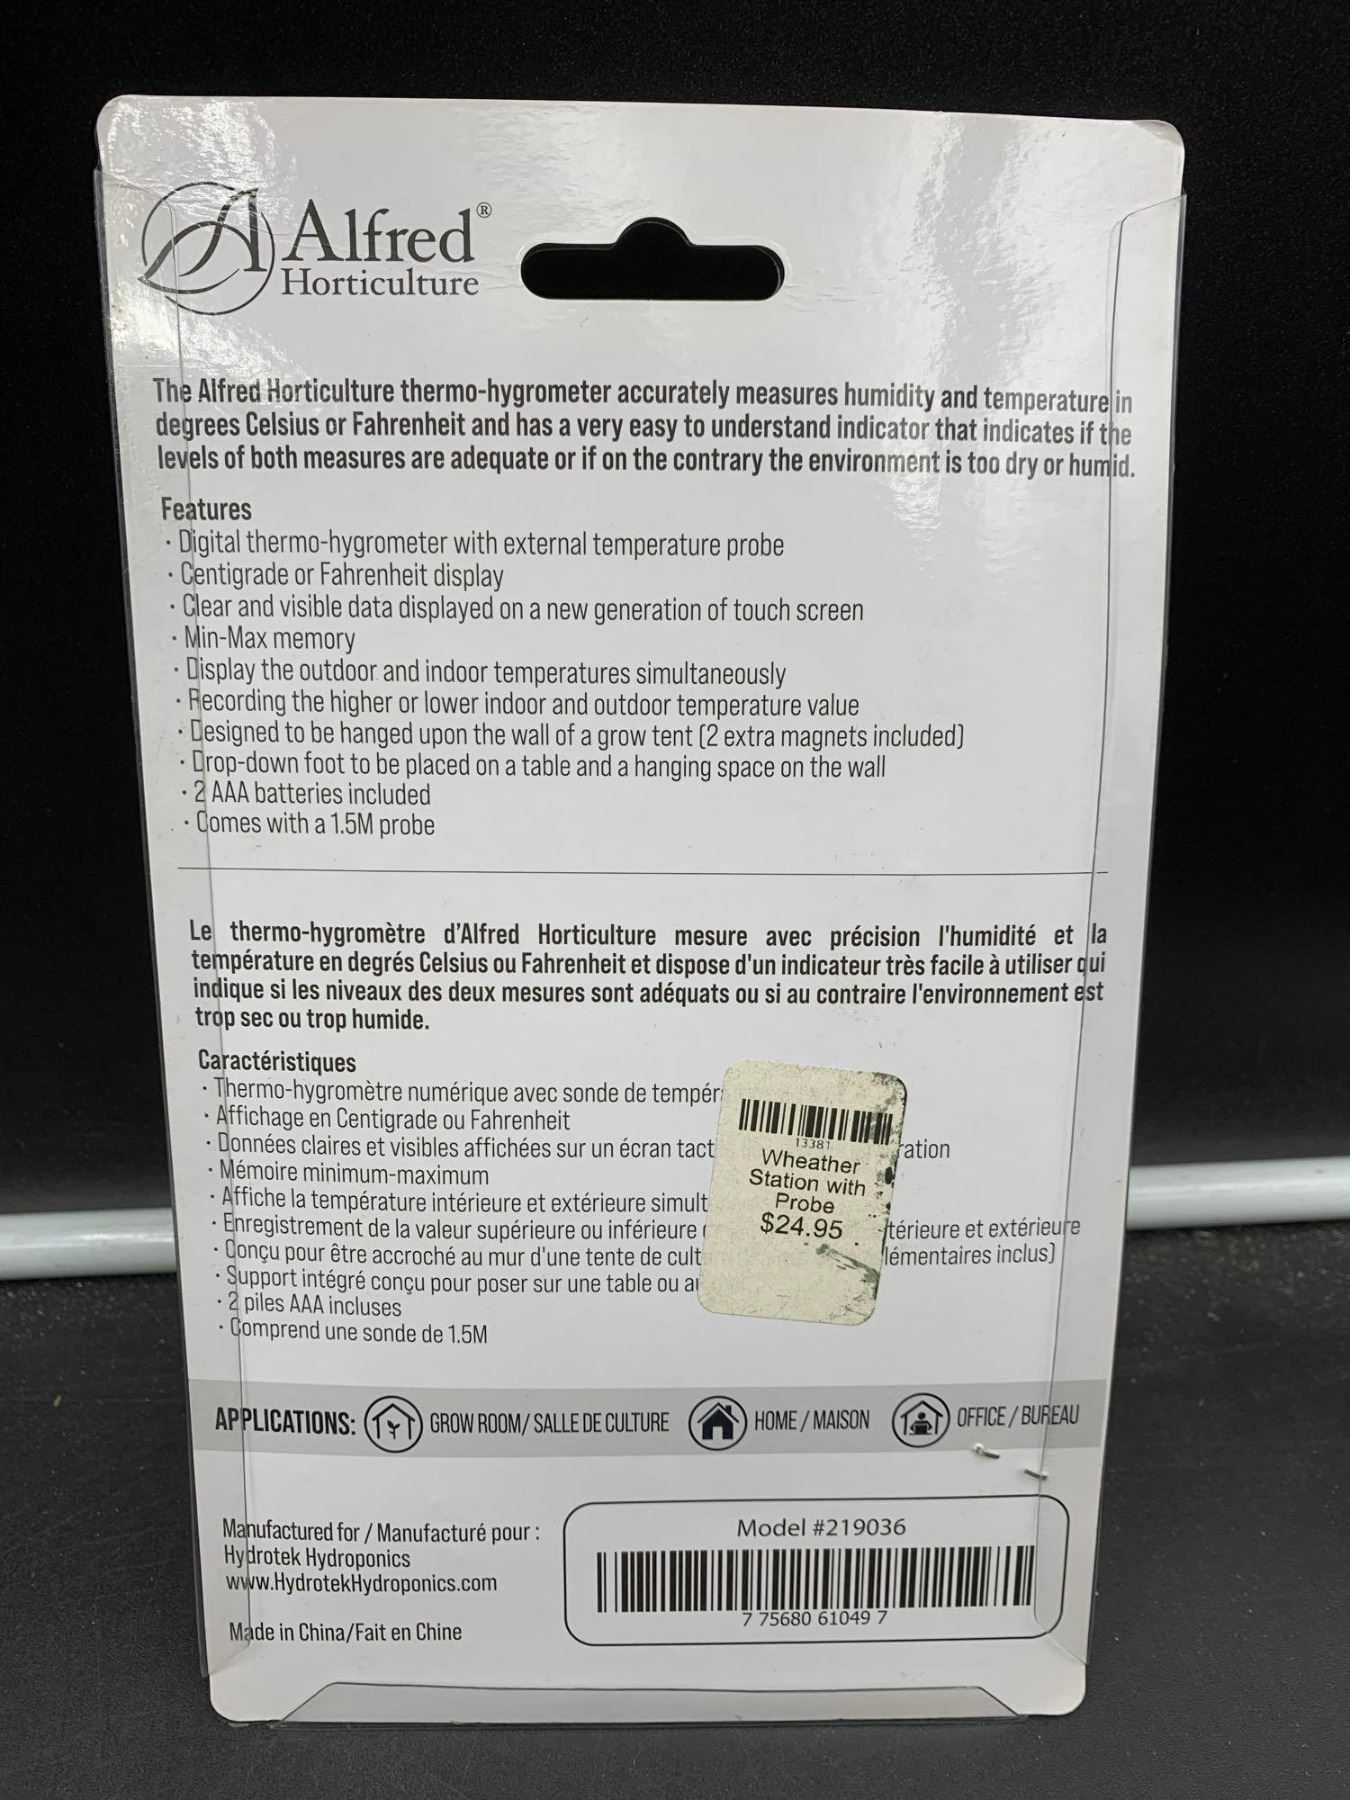 Alfred®
Horticulture
The Alfred Horticulture thermo-hygrometer accurately measures humidity and temperature in
degrees Celsius or Fahrenheit and has a very easy to understand indicator that indicates if the
levels of both measures are adequate or if on the contrary the environment is too dry or humid.
Features
· Digital thermo-hygrometer with external temperature probe
· Centigrade or Fahrenheit display
· Clear and visible data displayed on a new generation of touch screen
· Min-Max memory
· Display the outdoor and indoor temperatures simultaneously
· Recording the higher or lower indoor and outdoor temperature value
· Designed to be hanged upon the wall of a grow tent (2 extra magnets included)
· Drop-down foot to be placed on a table and a hanging space on the wall
· 2 AAA batteries included
· Comes with a 1.5M probe
Le thermo-hygromètre d'Alfred Horticulture mesure avec précision l'humidité et la
température en degrés Celsius ou Fahrenheit et dispose d'un indicateur très facile à utiliser qui
indique si les niveaux des deux mesures sont adéquats ou si au contraire l'environnement est
trop sec ou trop humide.
Caractéristiques
· Thermo-hygromètre numérique avec sonde de tempér
· Affichage en Centigrade ou Fahrenheit
· Données claires et visibles affichées sur un écran tact ration
· Mémoire minimum-maximum
· Affiche la température intérieure et extérieure simult
· Enregistrement de la valeur supérieure ou inférieure térieure et extérieure
· Conçu pour être accroché au mur d'une tente de cult lémentaires inclus)
· Support intégré conçu pour poser sur une table ou au
· 2 piles AAA incluses
· Comprend une sonde de 1.5M
13381
Wheather
Station with
Probe
$24.95
APPLICATIONS: GROW ROOM/ SALLE DE CULTURE HOME / MAISON OFFICE / BUREAU
Manufactured for / Manufacturé pour :
Hydrotek Hydroponics
www.HydrotekHydroponics.com
Made in China/Fait en Chine
Model #219036
7 75680 61049 7